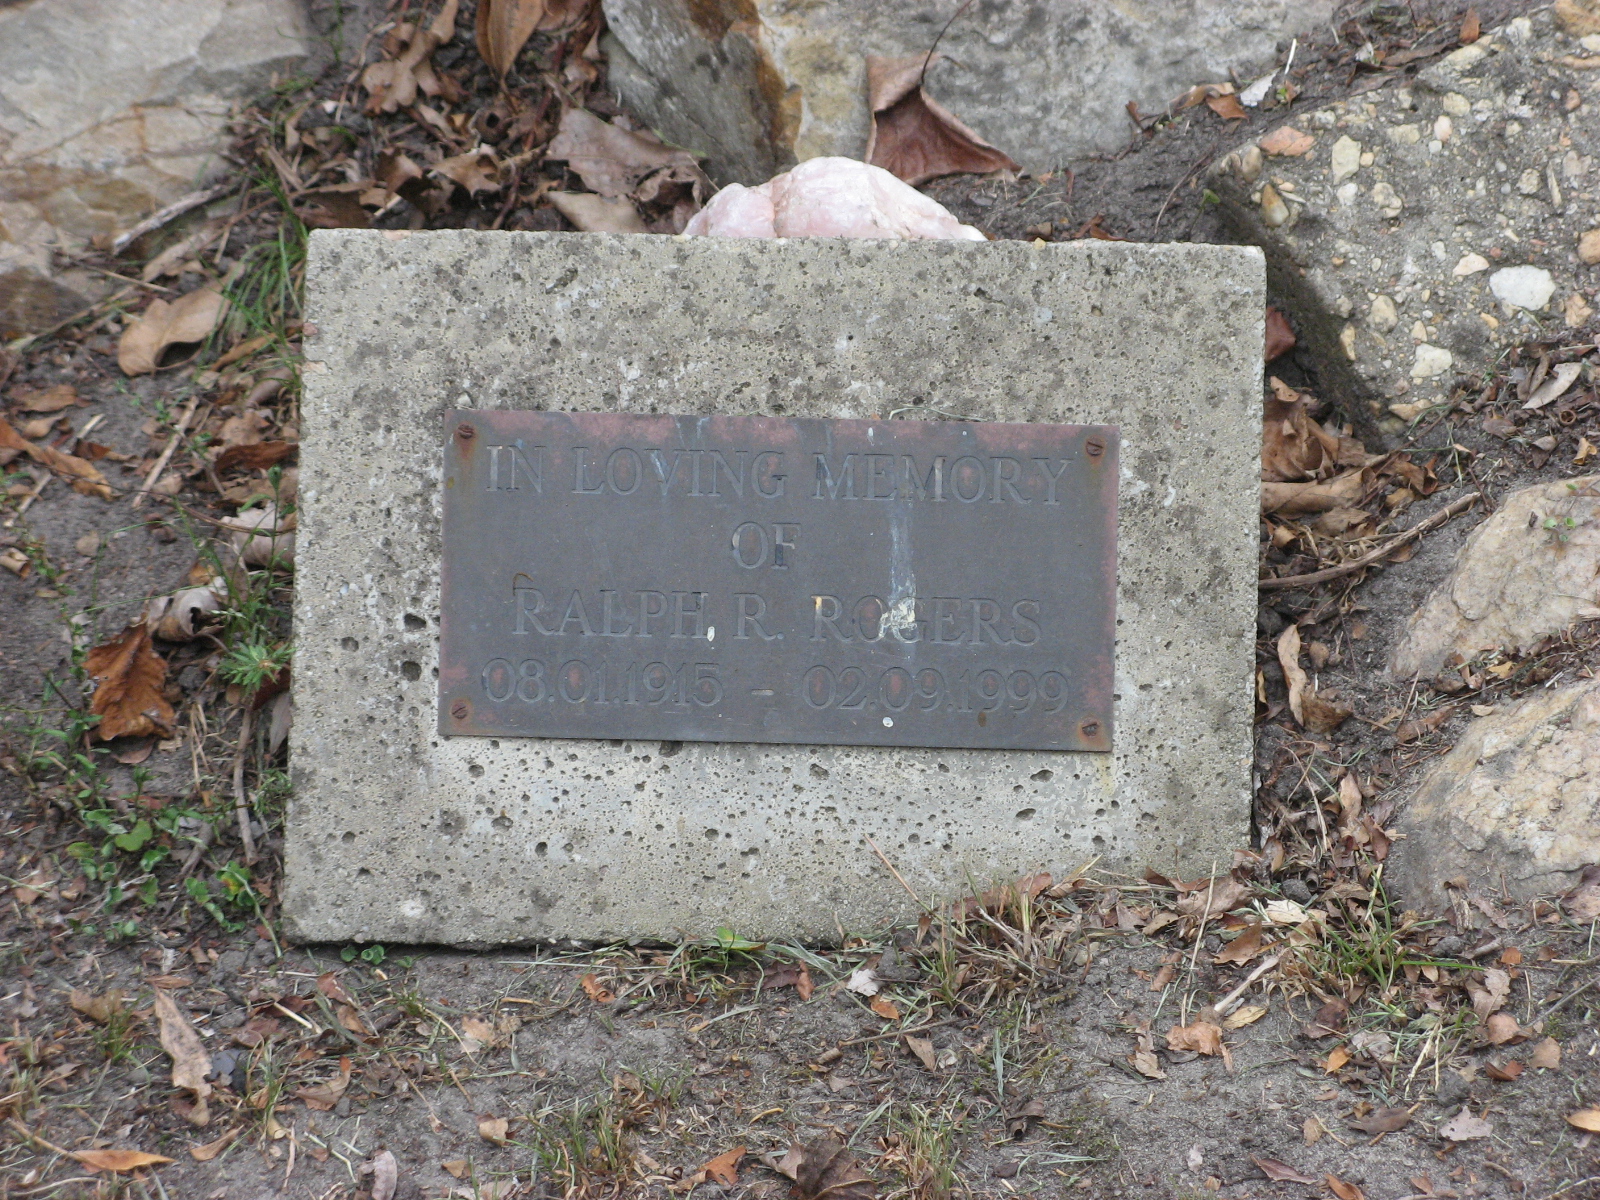 IN LOVING MEMORY
OF
RALPH R. ROGERS
08.01.1915 - 02.09.1999